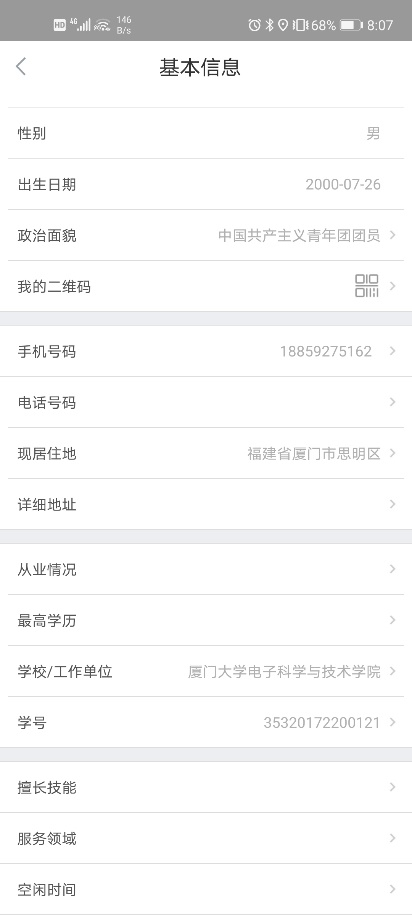 HD 4G 146 B/s 68% 8:07
基本信息
性别 男
出生日期 2000-07-26
政治面貌 中国共产主义青年团团员
我的二维码
手机号码 18859275162
电话号码
现居住地 福建省厦门市思明区
详细地址
从业情况
最高学历
学校/工作单位 厦门大学电子科学与技术学院
学号 35320172200121
擅长技能
服务领域
空闲时间